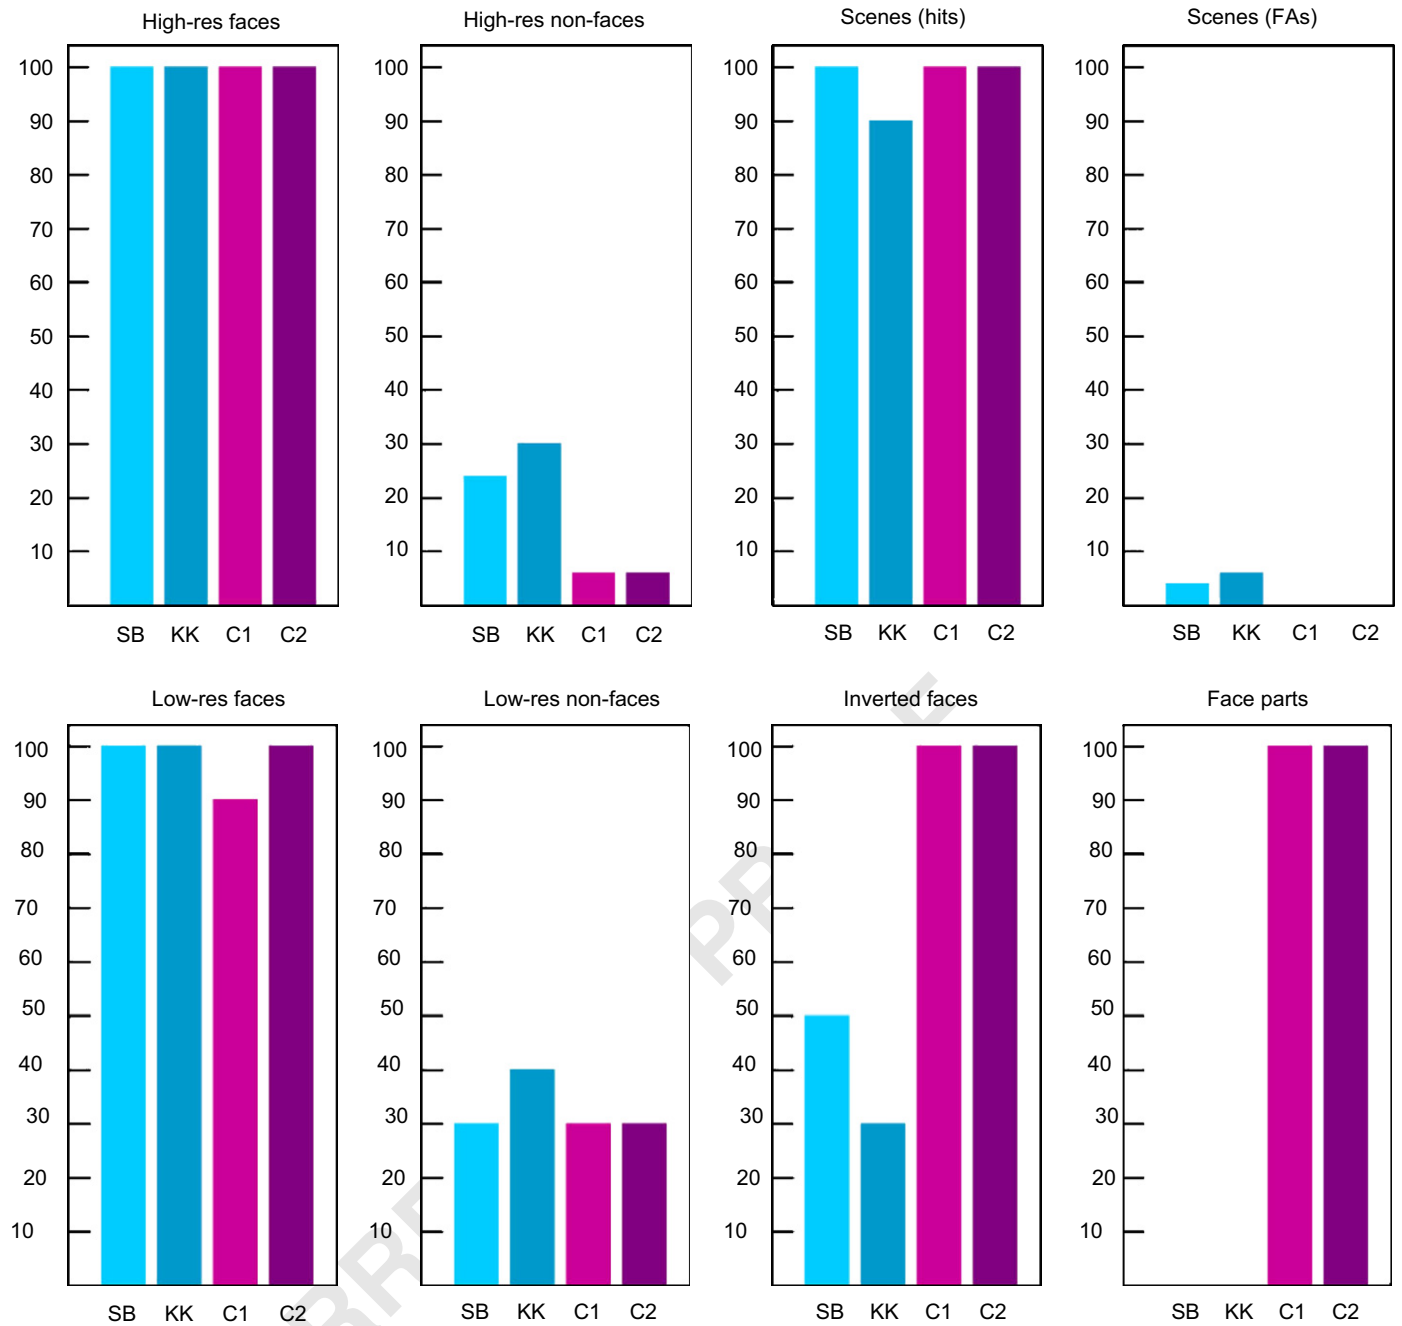 High-res faces
High-res non-faces
Scenes (hits)
Scenes (FAs)
100 100 100 100
90 90 90 90
80 80 80 80
70 70 70 70
60 60 60 60
50 50 50 50
40 40 40 40
30 30 30 30
20 20 20 20
10 10 10 10
SB KK C1 C2 SB KK C1 C2 SB KK C1 C2 SB KK C1 C2
Low-res faces
Low-res non-faces
Inverted faces
Face parts
100 100 100 100
90 90 90 90
80 80 80 80
70 70 70 70
60 60 60 60
50 50 50 50
40 40 40 40
30 30 30 30
20 20 20 20
10 10 10 10
SB KK C1 C2 SB KK C1 C2 SB KK C1 C2 SB KK C1 C2